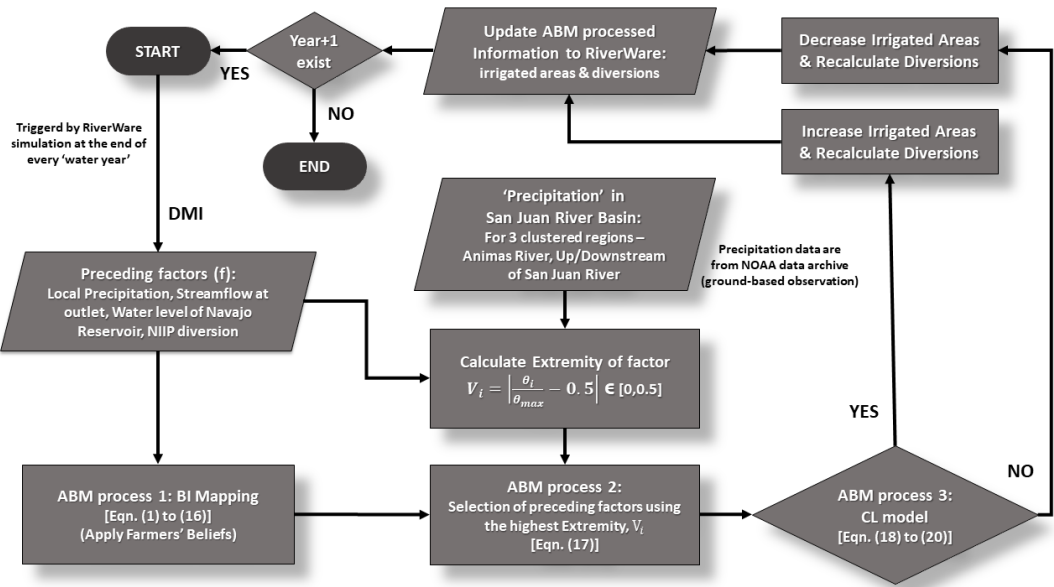 START
Year+1
exist
YES
NO
END
Update ABM processed
Information to RiverWare:
irrigated areas & diversions
Decrease Irrigated Areas
& Recalculate Diversions
Increase Irrigated Areas
& Recalculate Diversions
Triggerd by RiverWare
simulation at the end of
every ‘water year’
DMI
‘Precipitation’ in
San Juan River Basin:
For 3 clustered regions –
Animas River, Up/Downstream
of San Juan River
Precipitation data are
from NOAA data archive
(ground-based observation)
Preceding factors (f):
Local Precipitation, Streamflow at
outlet, Water level of Navajo
Reservoir, NIIP diversion
Calculate Extremity of factor
V_i = |θ_i/θ_max − 0.5| ϵ [0,0.5]
YES
NO
ABM process 1: BI Mapping
[Eqn. (1) to (16)]
(Apply Farmers’ Beliefs)
ABM process 2:
Selection of preceding factors using
the highest Extremity, V_i
[Eqn. (17)]
ABM process 3:
CL model
[Eqn. (18) to (20)]